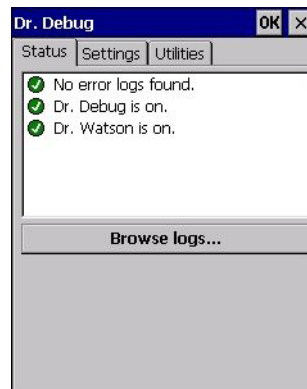 Dr. Debug OK ×
Status Settings Utilities
No error logs found.
Dr. Debug is on.
Dr. Watson is on.
Browse logs...